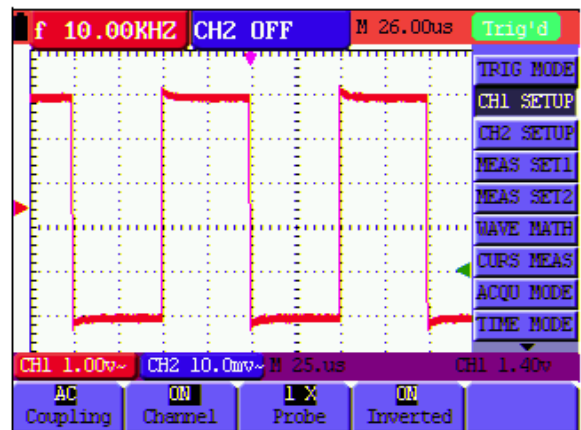 f 10.00KHZ CH2 OFF M 26.00us Trig'd
TRIG MODE
CH1 SETUP
CH2 SETUP
MEAS SET1
MEAS SET2
WAVE MATH
CURS MEAS
ACQU MODE
TIME MODE
CH1 1.00v~ CH2 10.0mv~ M 25.us CH1 1.40v
AC ON 1 X ON
Coupling Channel Probe Inverted